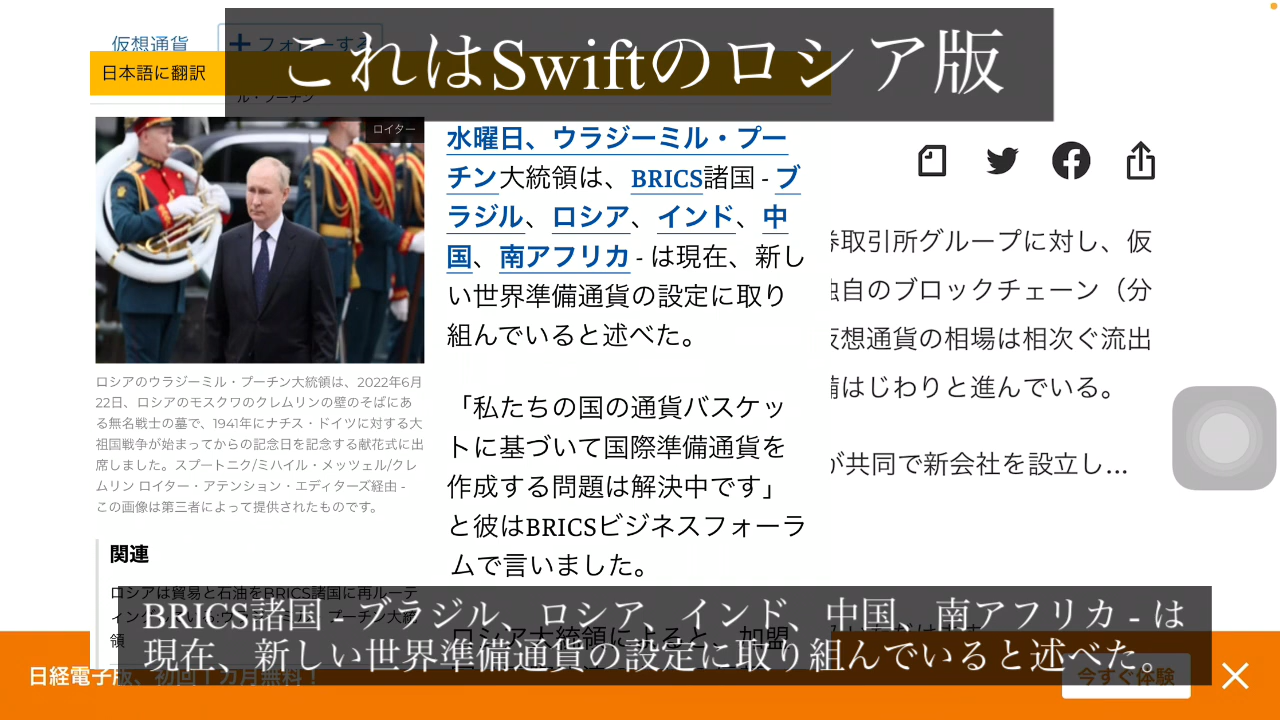 これはSwiftのロシア版
仮想通貨
フォローする
日本語に翻訳
ル・プーチン
ロイター
ロシアのウラジーミル・プーチン大統領は、2022年6月
22日、ロシアのモスクワのクレムリンの壁のそばにあ
る無名戦士の墓で、1941年にナチス・ドイツに対する大
祖国戦争が始まってからの記念日を記念する献花式に出
席しました。スプートニク/ミハイル・メッツェル/クレ
ムリン ロイター・アテンション・エディターズ経由 -
この画像は第三者によって提供されたものです。
関連
ロシアは貿易と石油をBRICS諸国に再ルーテ
領
水曜日、ウラジーミル・プー
チン大統領は、BRICS諸国 - ブ
ラジル、ロシア、インド、中
国、南アフリカ - は現在、新し
い世界準備通貨の設定に取り
組んでいると述べた。
「私たちの国の通貨バスケッ
トに基づいて国際準備通貨を
作成する問題は解決中です」
と彼はBRICSビジネスフォーラ
ムで言いました。
ロシア大統領によると、加盟
券取引所グループに対し、仮
独自のブロックチェーン（分
仮想通貨の相場は相次ぐ流出
備はじわりと進んでいる。
が共同で新会社を設立し...
BRICS諸国 - ブラジル、ロシア、インド、中国、南アフリカ - は
現在、新しい世界準備通貨の設定に取り組んでいると述べた。
日経電子版、初回1カ月無料！
今すぐ体験